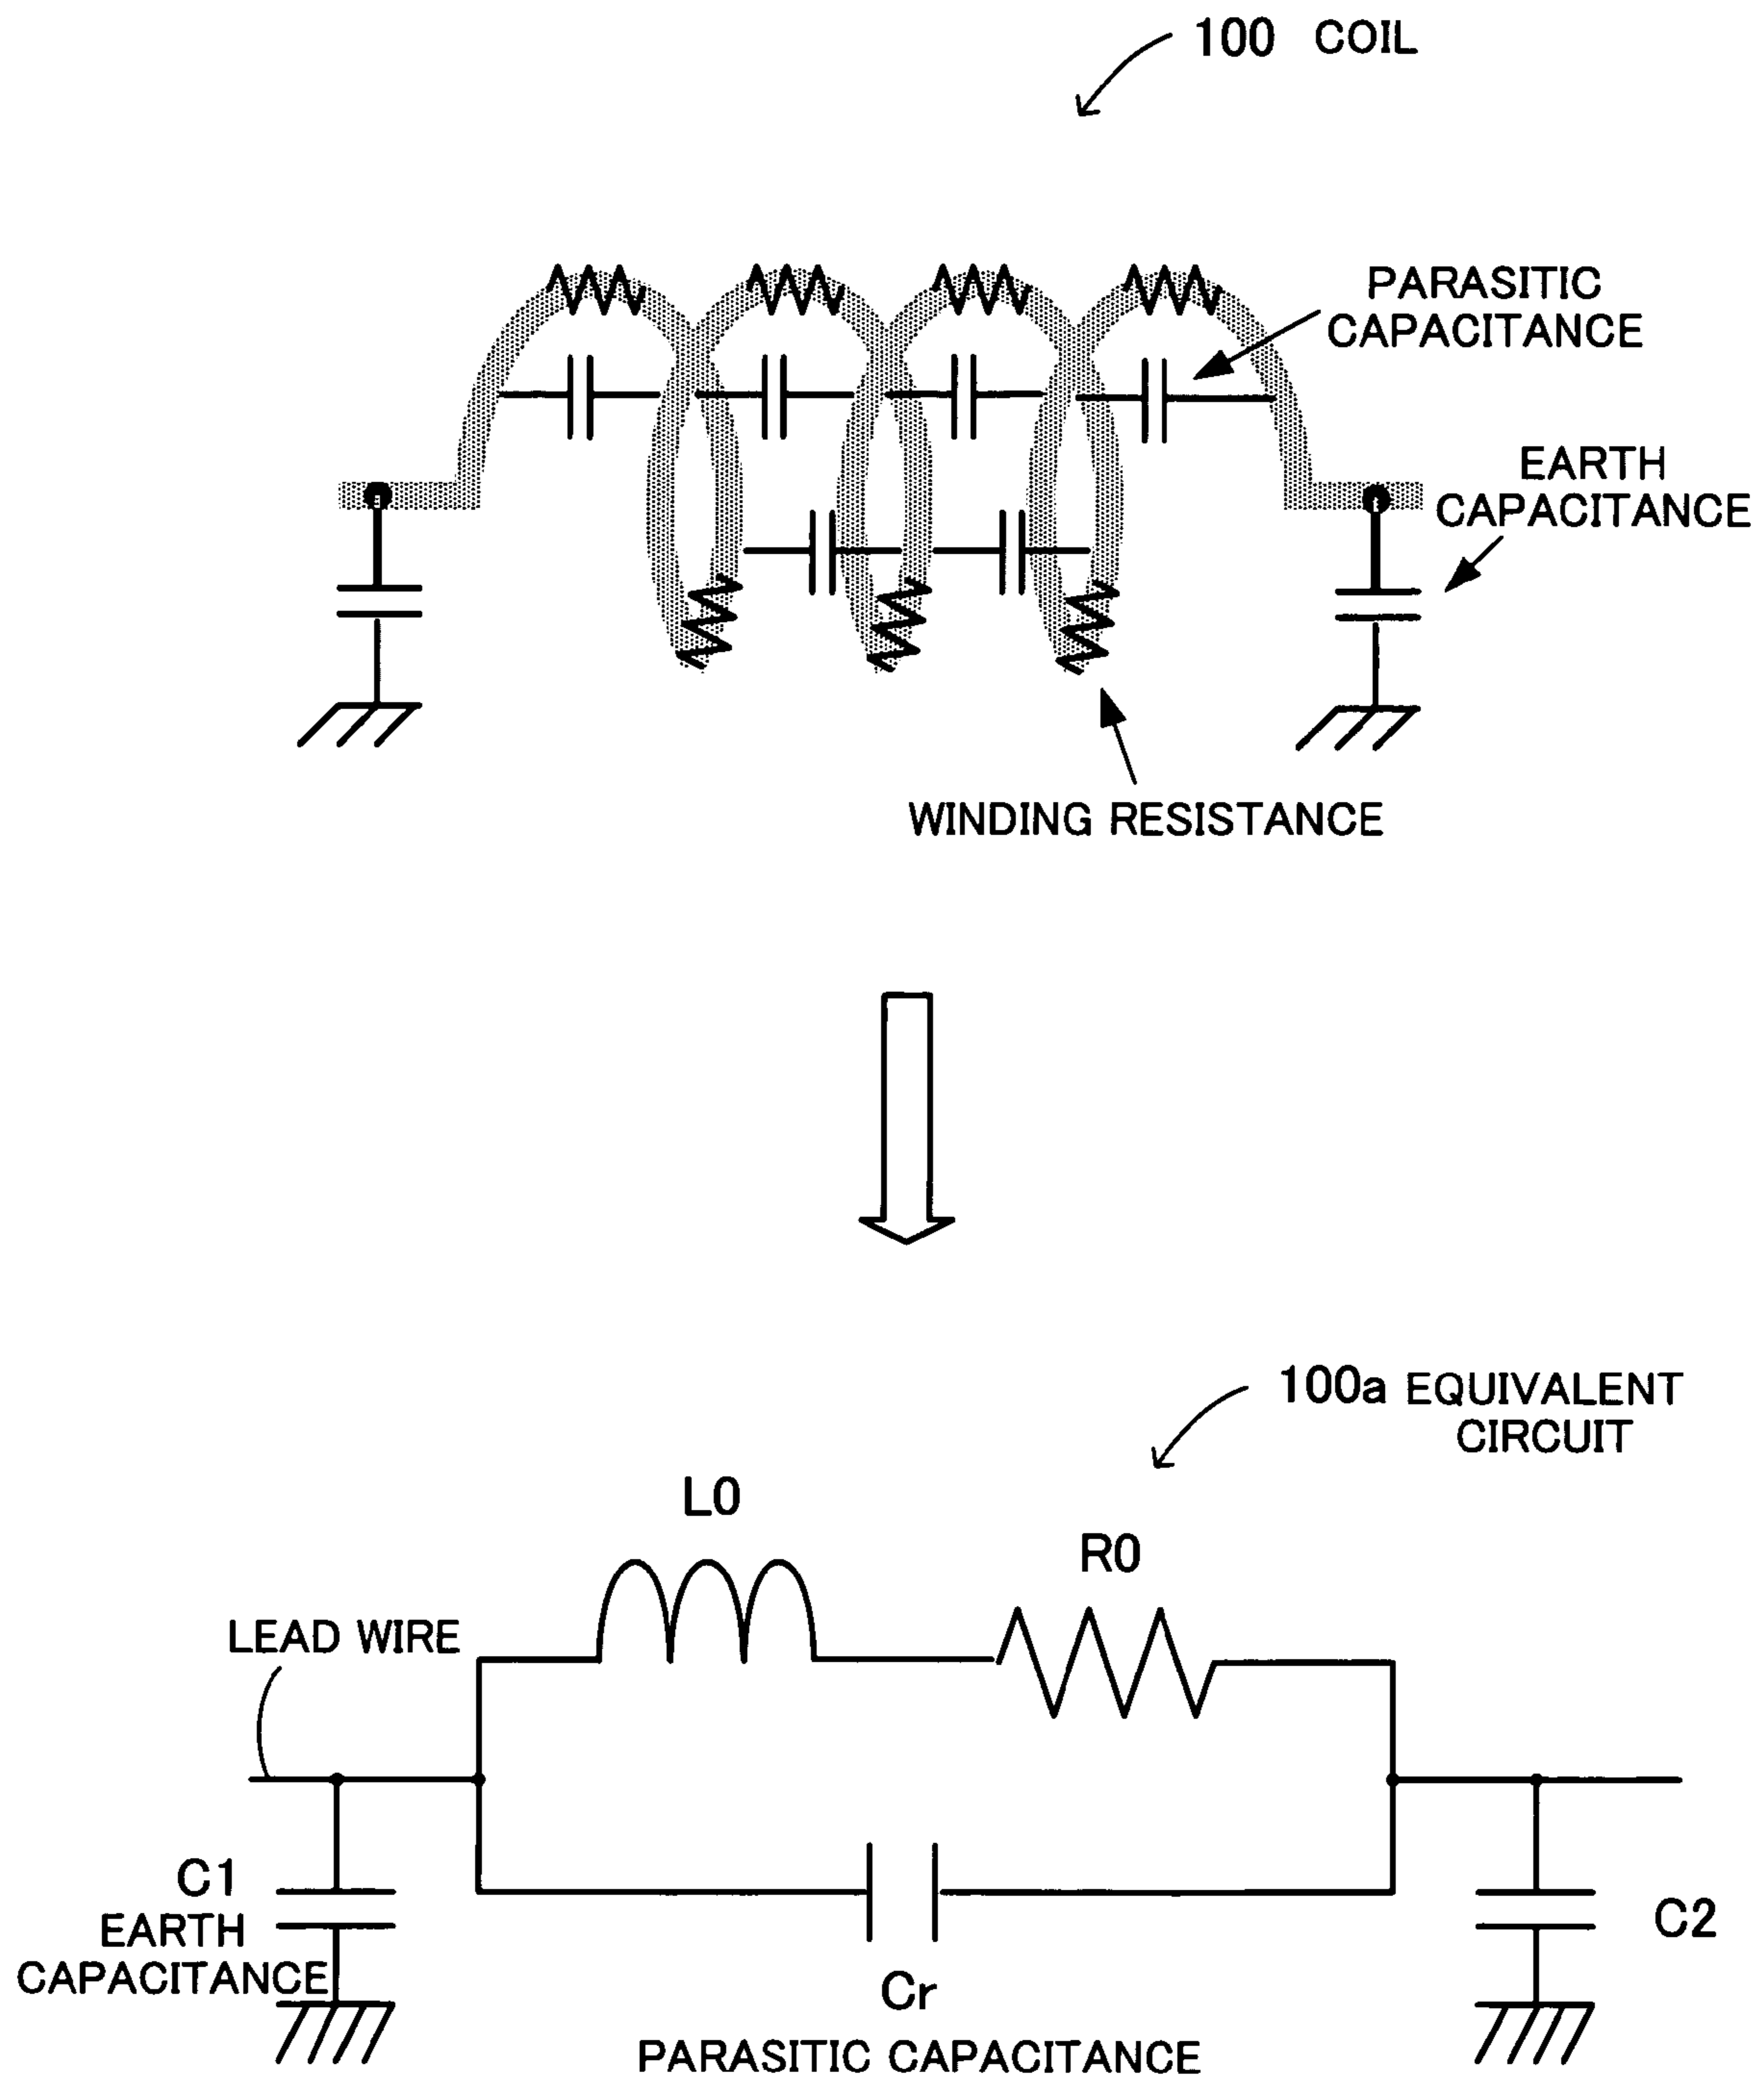 100 COIL
PARASITIC
CAPACITANCE
EARTH
CAPACITANCE
WINDING RESISTANCE
100a EQUIVALENT
CIRCUIT
L0
R0
LEAD WIRE
C1
EARTH
CAPACITANCE
C2
Cr
PARASITIC CAPACITANCE